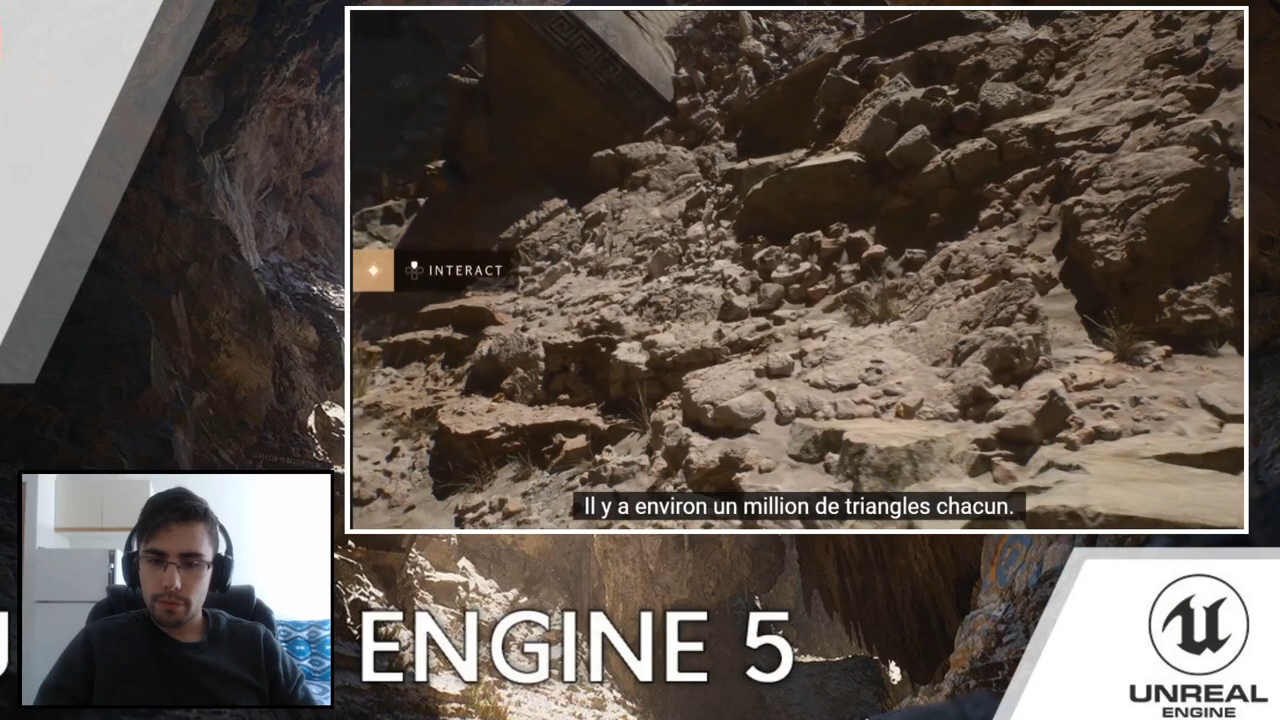 INTERACT
Il y a environ un million de triangles chacun.
ENGINE 5
UNREAL
ENGINE